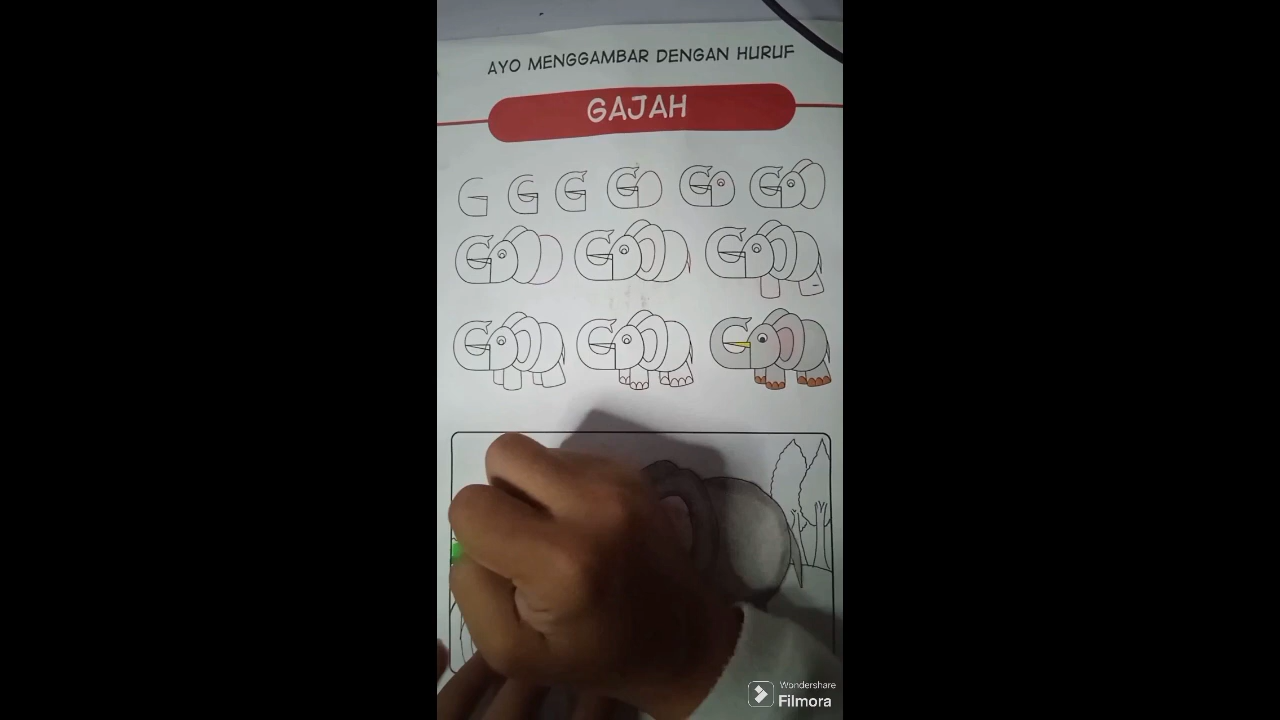 AYO MENGGAMBAR DENGAN HURUF
GAJAH
G G G G G G
G G G
G G G
Wondershare
Filmora